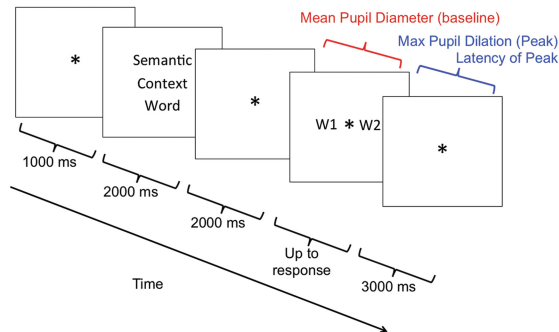 Mean Pupil Diameter (baseline)
Max Pupil Dilation (Peak)
Latency of Peak
*
Semantic
Context
Word
*
W1 * W2
*
1000 ms
2000 ms
2000 ms
Up to
response
3000 ms
Time